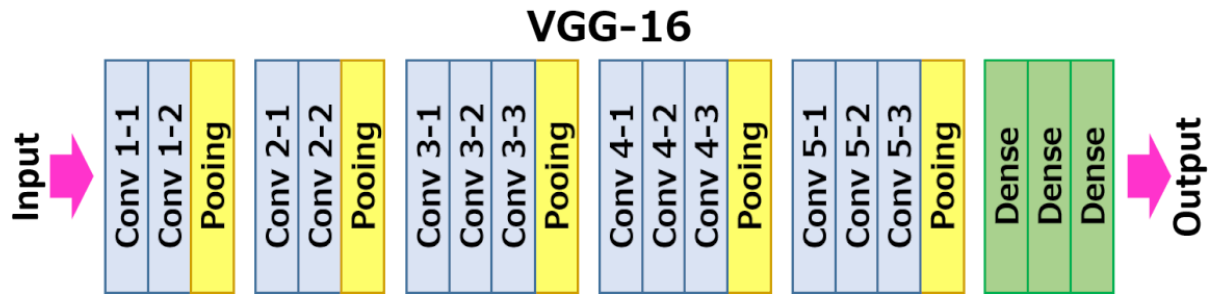 VGG-16
Input
Conv 1-1
Conv 1-2
Pooing
Conv 2-1
Conv 2-2
Pooing
Conv 3-1
Conv 3-2
Conv 3-3
Pooing
Conv 4-1
Conv 4-2
Conv 4-3
Pooing
Conv 5-1
Conv 5-2
Conv 5-3
Pooing
Dense
Dense
Dense
Output